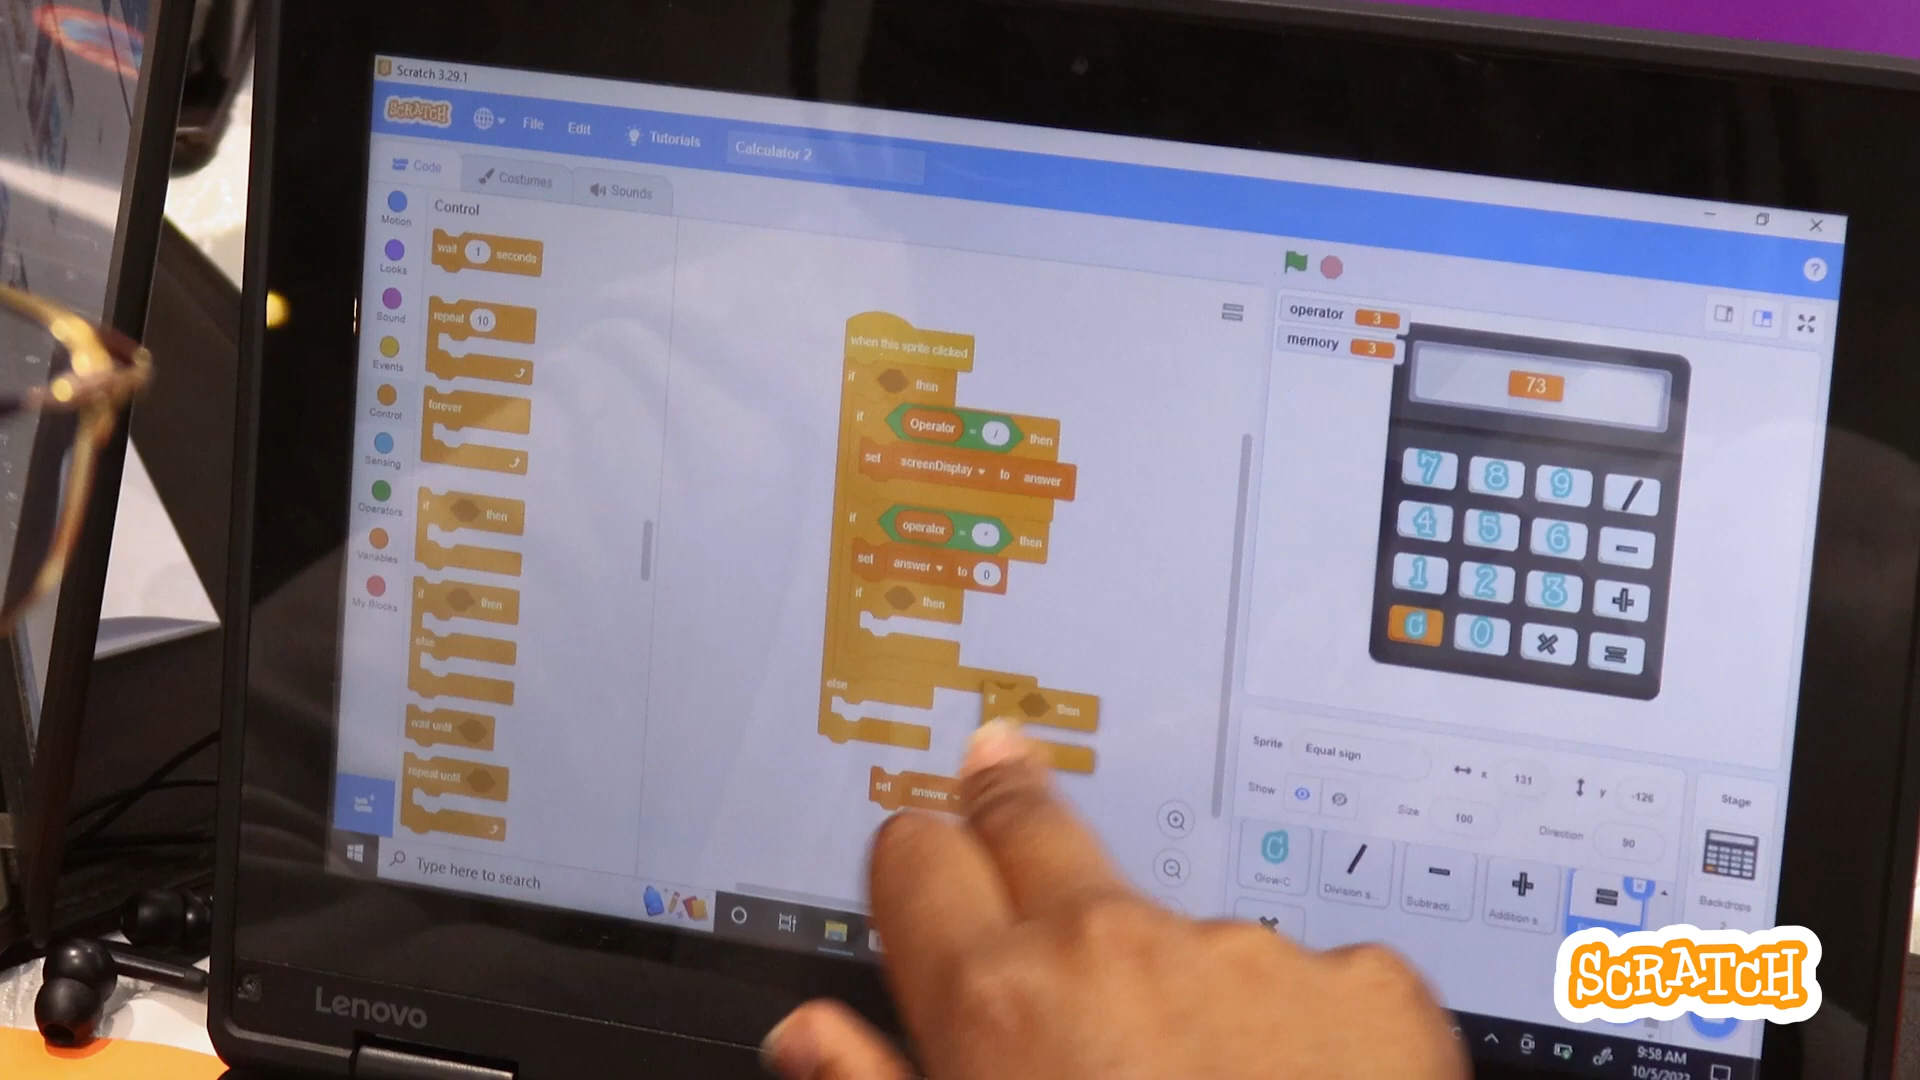 Scratch 3.29.1
SCRATCH
File
Edit
Tutorials
Calculator 2
Code
Costumes
Sounds
Motion
Looks
Sound
Events
Control
Sensing
Operators
Variables
My Blocks
Control
wait 1 seconds
repeat 10
forever
if then
if then
else
wait until
repeat until
when this sprite clicked
if then
if Operator = / then
set screenDisplay to answer
if operator = * then
set answer to 0
if then
else
if then
set answer
operator 3
memory 3
73
7 8 9 /
4 5 6 -
1 2 3 +
C 0 × =
Sprite Equal sign
x 131
y -126
Show
Size 100
Direction 90
Stage
Backdrops
Glow-C
Division s...
Subtracti...
Addition s
Type here to search
9:58 AM
Lenovo
SCRATCH